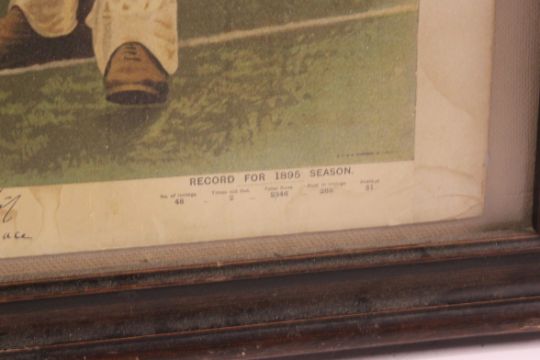 RECORD FOR 1895 SEASON.
No. of Innings Times not Out. Total Runs Most in Innings Average
48 - 2 - 2346 - 288 - 51
ace